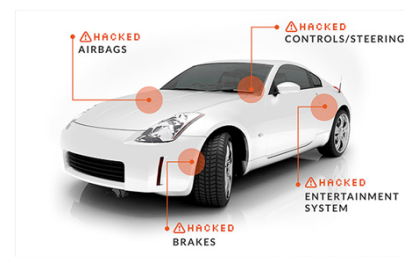 HACKED
AIRBAGS
HACKED
CONTROLS/STEERING
HACKED
ENTERTAINMENT
SYSTEM
HACKED
BRAKES